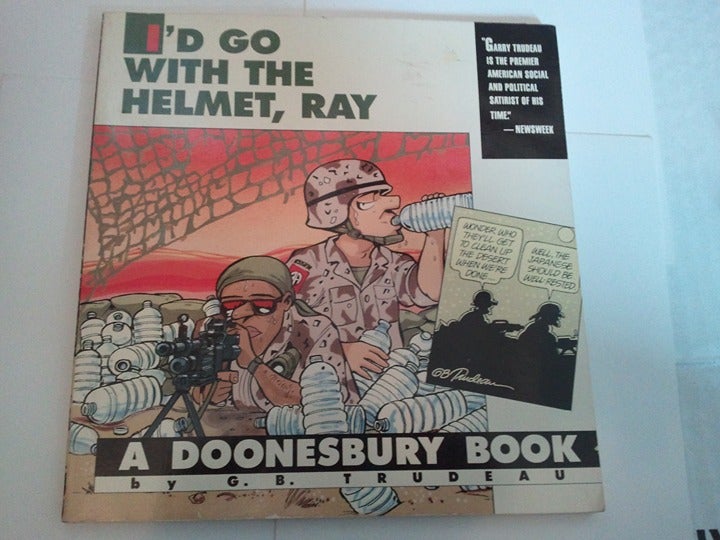 I'D GO
WITH THE
HELMET, RAY
"GARRY TRUDEAU
IS THE PREMIER
AMERICAN SOCIAL
AND POLITICAL
SATIRIST OF HIS
TIME."
— NEWSWEEK
WONDER WHO
THEY'LL GET
TO CLEAN UP
THE DESERT
WHEN WE'RE
DONE.
WELL, THE
JAPANESE
SHOULD BE
WELL-RESTED.
GB Trudeau
A DOONESBURY BOOK
by G. B. TRUDEAU